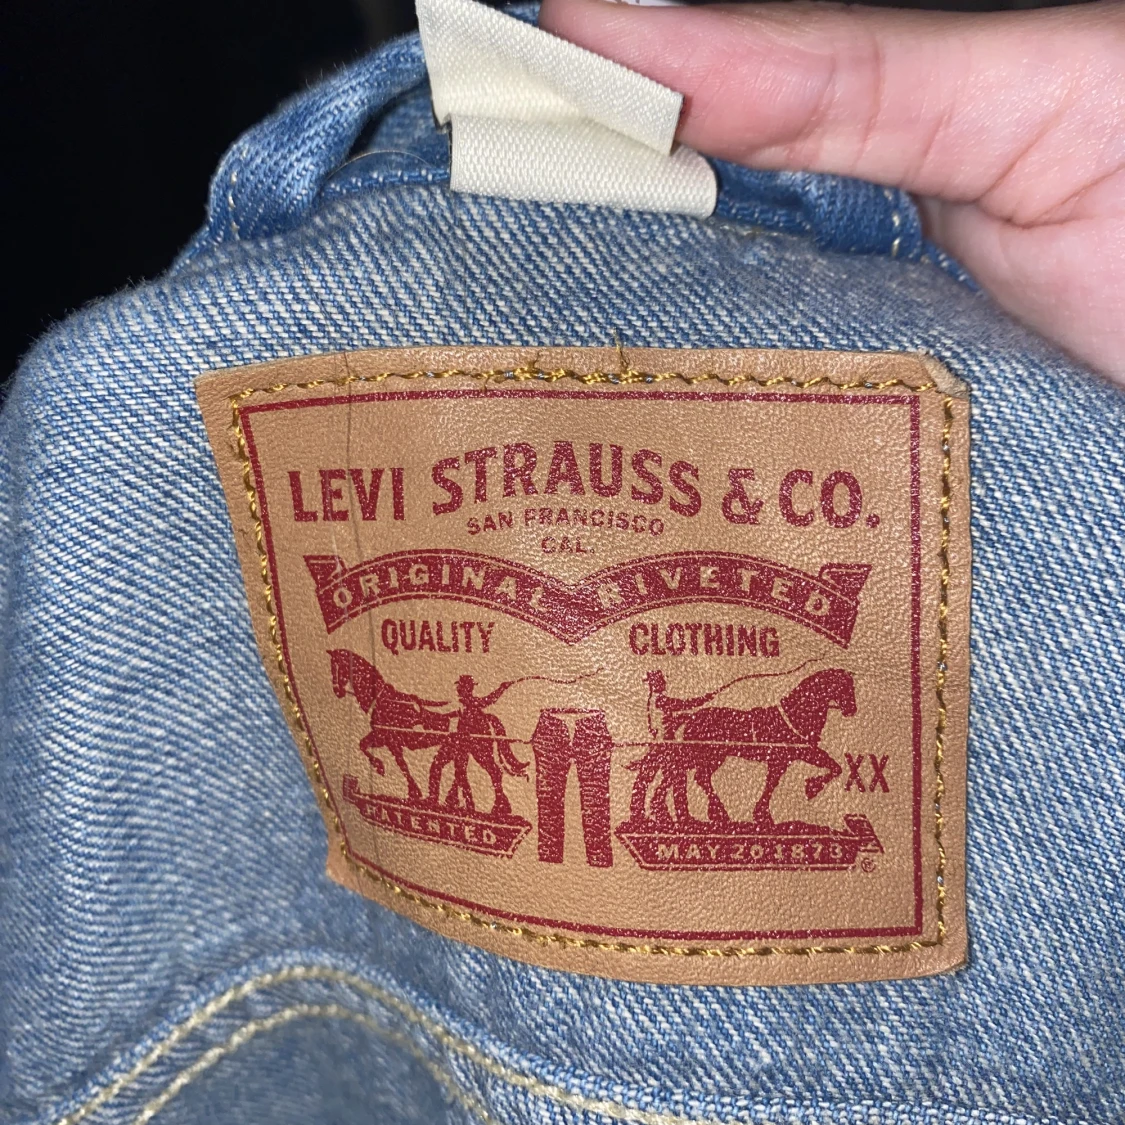 LEVI STRAUSS & CO.
SAN FRANCISCO
CAL.
ORIGINAL RIVETED
QUALITY CLOTHING
XX
PATENTED MAY 20 1873 ®